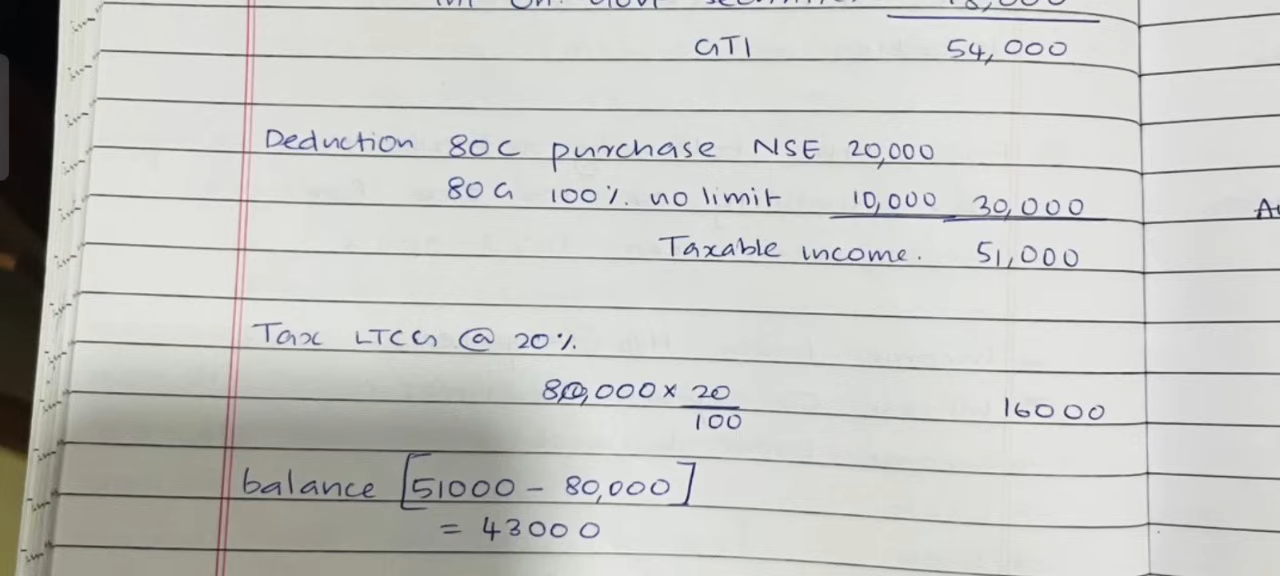 GTI 54,000
Deduction 80C purchase NSE 20,000
80G 100% no limit 10,000 30,000
Taxable income. 51,000
Tax LTCG @ 20%
80,000 x 20/100 16000
balance [51000 - 80,000]
= 43000